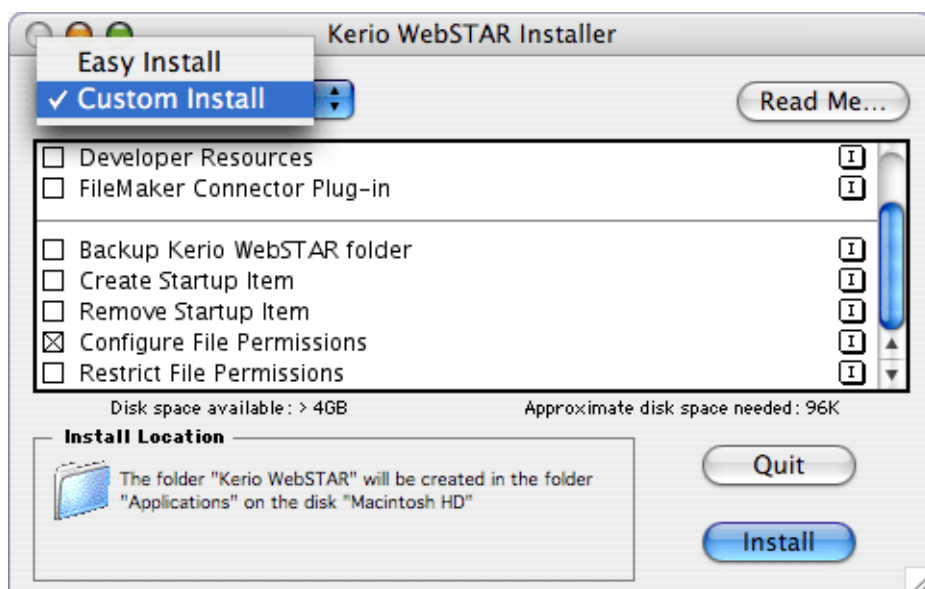 Kerio WebSTAR Installer
Easy Install
✓ Custom Install
Read Me...
Developer Resources
I
FileMaker Connector Plug-in
I
Backup Kerio WebSTAR folder
I
Create Startup Item
I
Remove Startup Item
I
Configure File Permissions
I
Restrict File Permissions
I
Disk space available: > 4GB
Approximate disk space needed: 96K
Install Location
The folder "Kerio WebSTAR" will be created in the folder
"Applications" on the disk "Macintosh HD"
Quit
Install